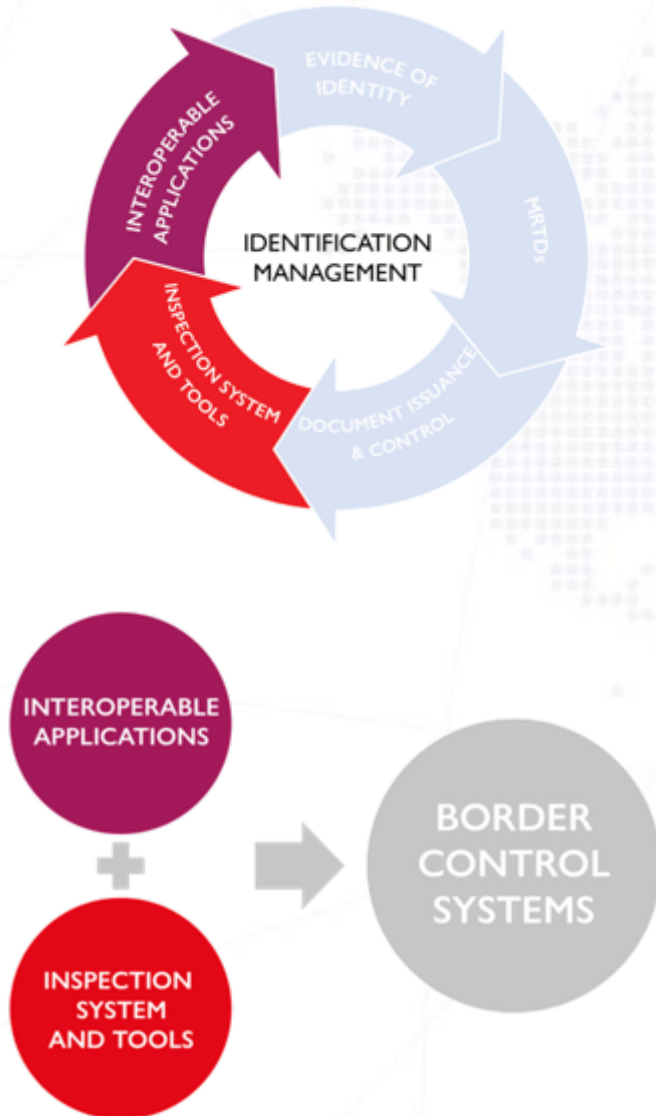 EVIDENCE OF
IDENTITY
MRTDs
DOCUMENT ISSUANCE
& CONTROL
INSPECTION SYSTEM
AND TOOLS
INTEROPERABLE
APPLICATIONS
IDENTIFICATION
MANAGEMENT
INTEROPERABLE
APPLICATIONS
+
INSPECTION
SYSTEM
AND TOOLS
BORDER
CONTROL
SYSTEMS